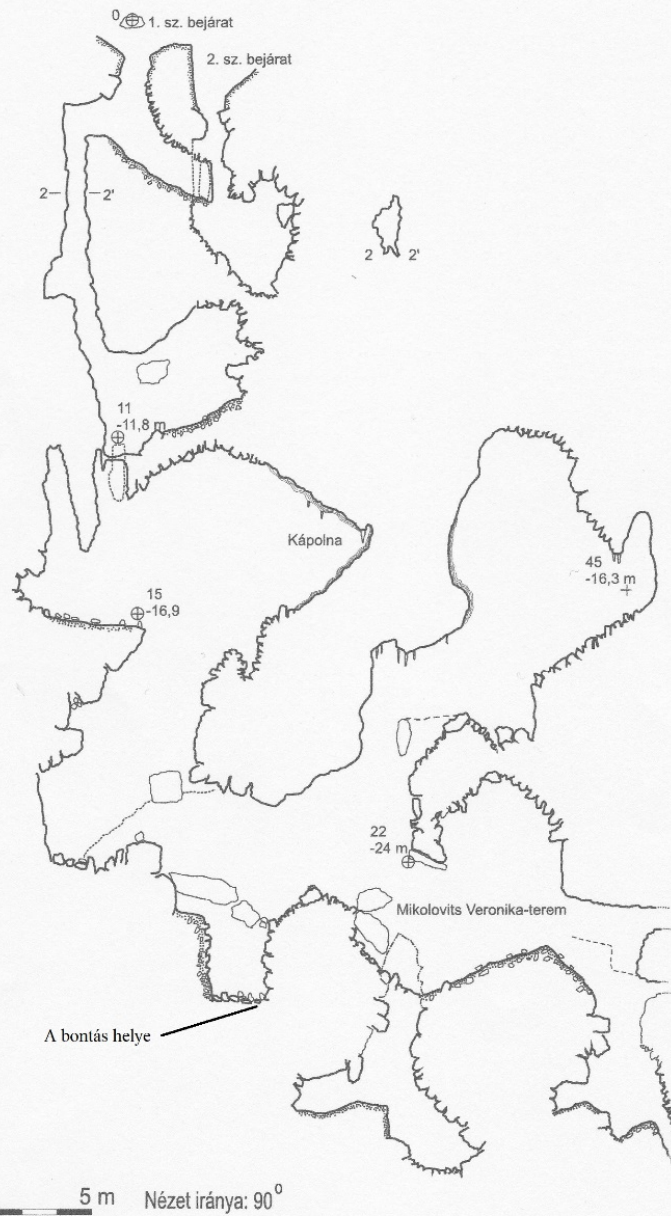 0 1. sz. bejárat
2. sz. bejárat
2 2'
2 2'
11
-11,8 m
Kápolna
45
-16,3 m
15
-16,9
22
-24 m
Mikolovits Veronika-terem
A bontás helye
5 m Nézet iránya: 90°